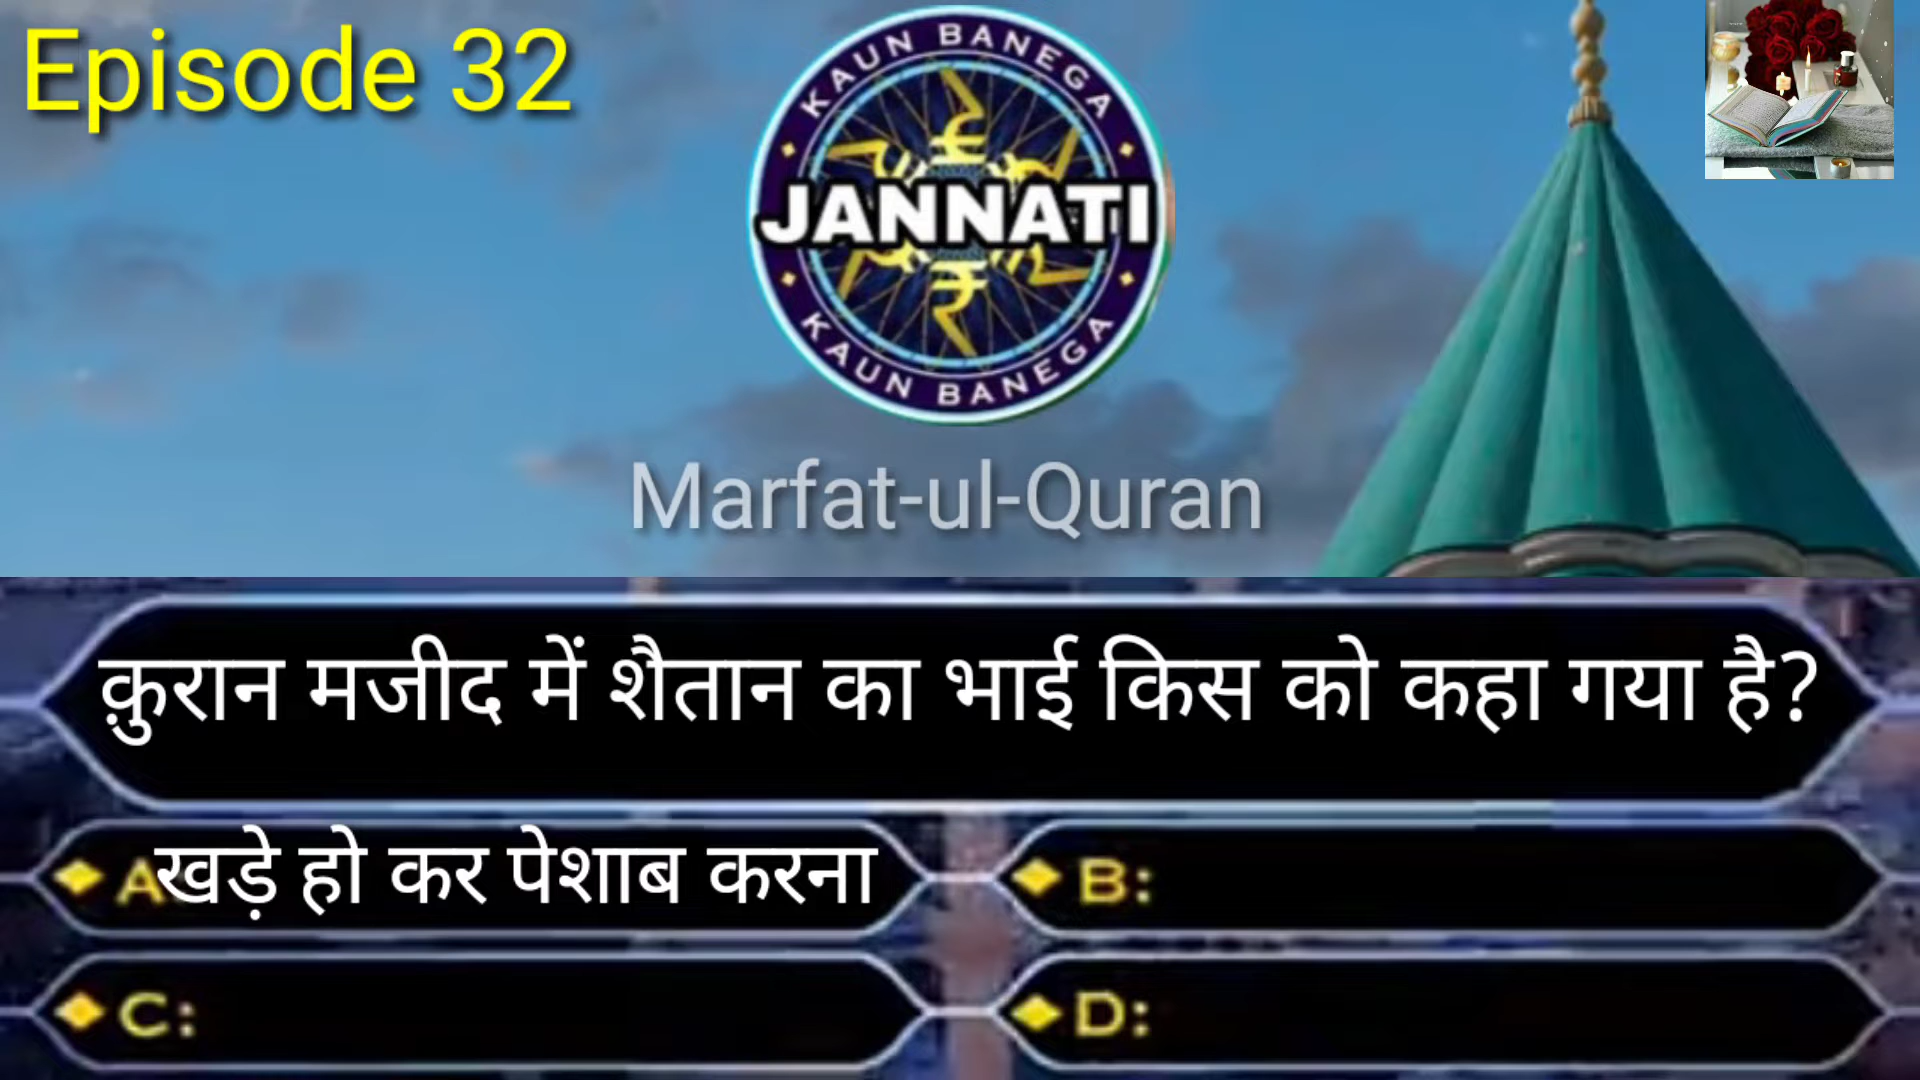 Episode 32
KAUN BANEGA
JANNATI
KAUN BANEGA
Marfat-ul-Quran
क़ुरान मजीद में शैतान का भाई किस को कहा गया है?
A खड़े हो कर पेशाब करना
B:
C:
D: